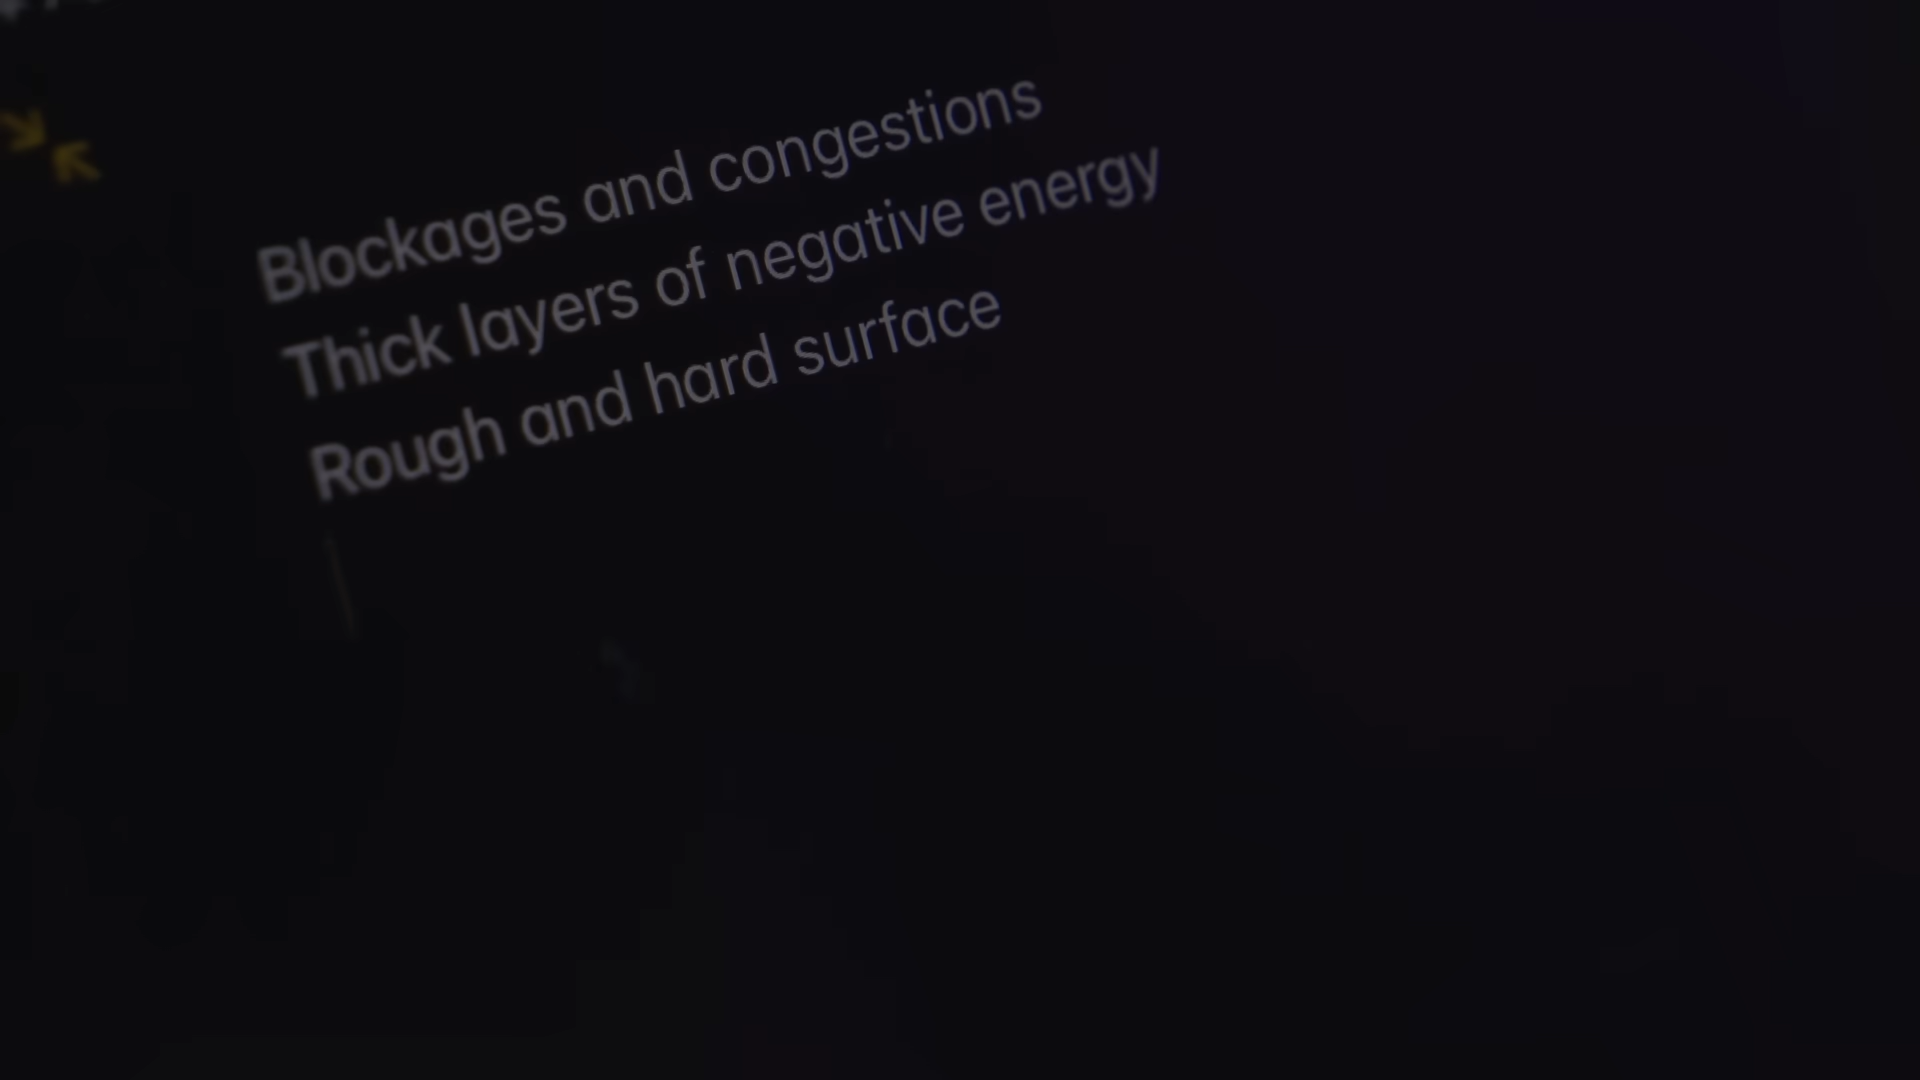 Blockages and congestions
Thick layers of negative energy
Rough and hard surface